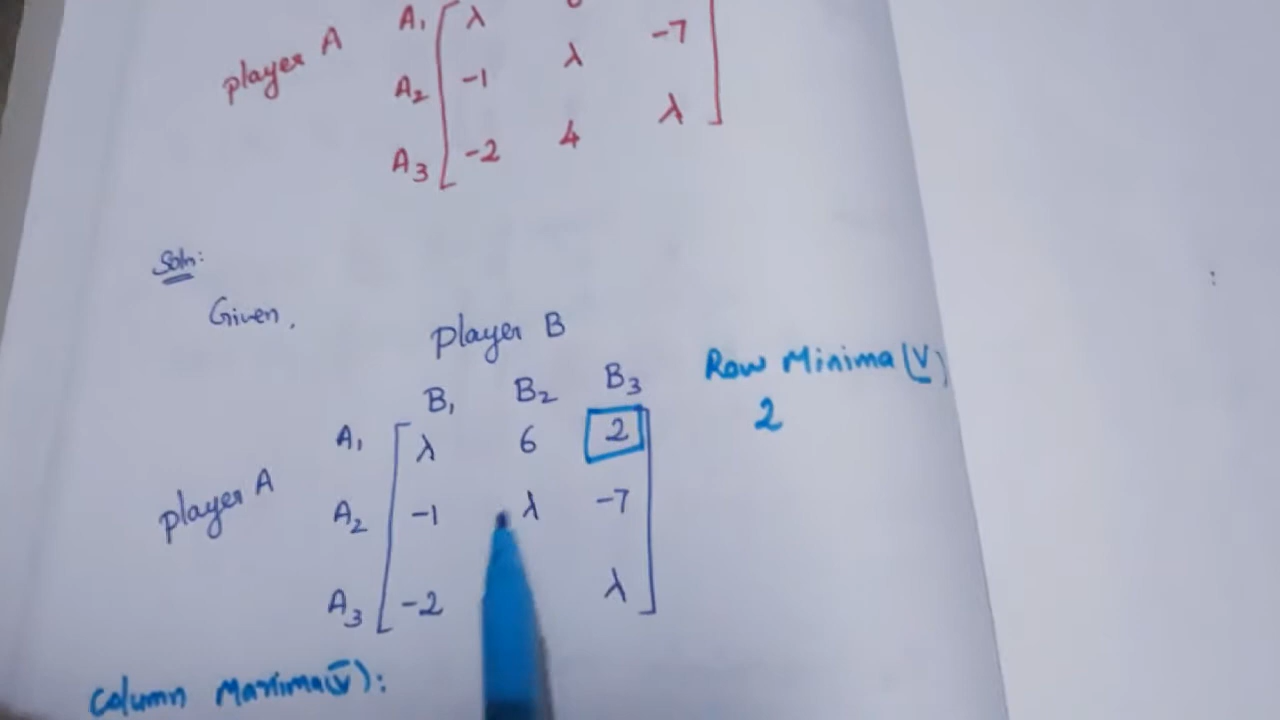 A₁ [ λ
player A A₂ -1 λ -7
A₃ -2 4 λ ]
Soln:
Given,
Player B
B₁ B₂ B₃ Row Minima (V̲)
A₁ [ λ 6 2 2
player A A₂ -1 λ -7
A₃ -2 λ ]
Column Maxima (V̅):